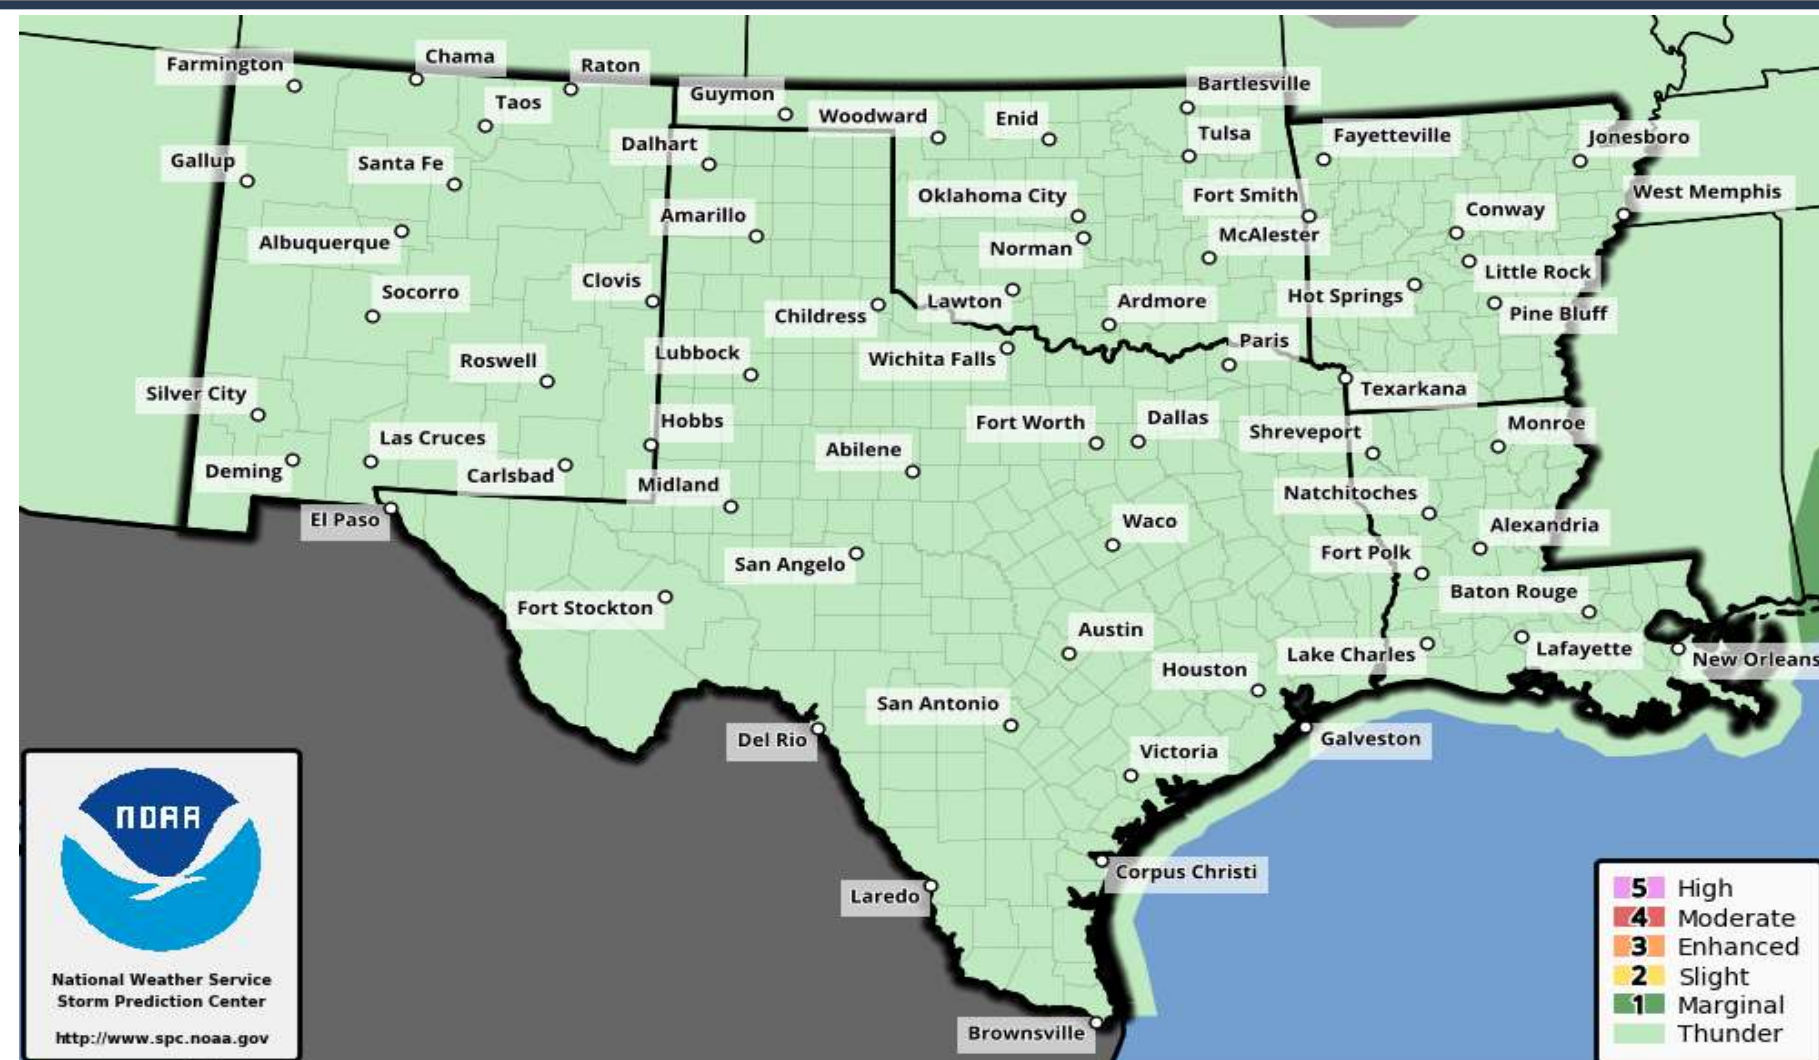 Farmington
Chama
Raton
Taos
Guymon
Woodward
Enid
Bartlesville
Tulsa
Fayetteville
Jonesboro
Gallup
Santa Fe
Dalhart
Oklahoma City
Fort Smith
Conway
West Memphis
Albuquerque
Amarillo
Norman
McAlester
Little Rock
Socorro
Clovis
Childress
Lawton
Ardmore
Hot Springs
Pine Bluff
Roswell
Lubbock
Wichita Falls
Paris
Texarkana
Silver City
Las Cruces
Hobbs
Abilene
Fort Worth
Dallas
Shreveport
Monroe
Deming
Carlsbad
Midland
Natchitoches
El Paso
San Angelo
Waco
Alexandria
Fort Stockton
Fort Polk
Baton Rouge
Austin
Houston
Lake Charles
Lafayette
New Orleans
San Antonio
Del Rio
Victoria
Galveston
Corpus Christi
Laredo
Brownsville
NOAA
National Weather Service
Storm Prediction Center
http://www.spc.noaa.gov
5 High
4 Moderate
3 Enhanced
2 Slight
1 Marginal
Thunder